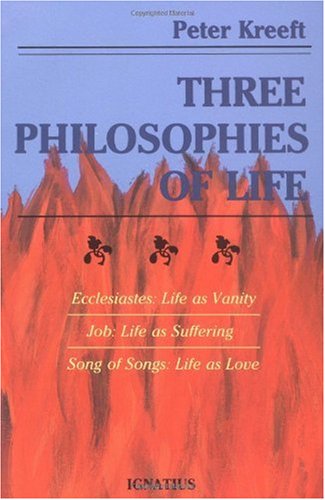 Peter Kreeft
THREE
PHILOSOPHIES
OF LIFE
Ecclesiastes: Life as Vanity
Job: Life as Suffering
Song of Songs: Life as Love
IGNATIUS